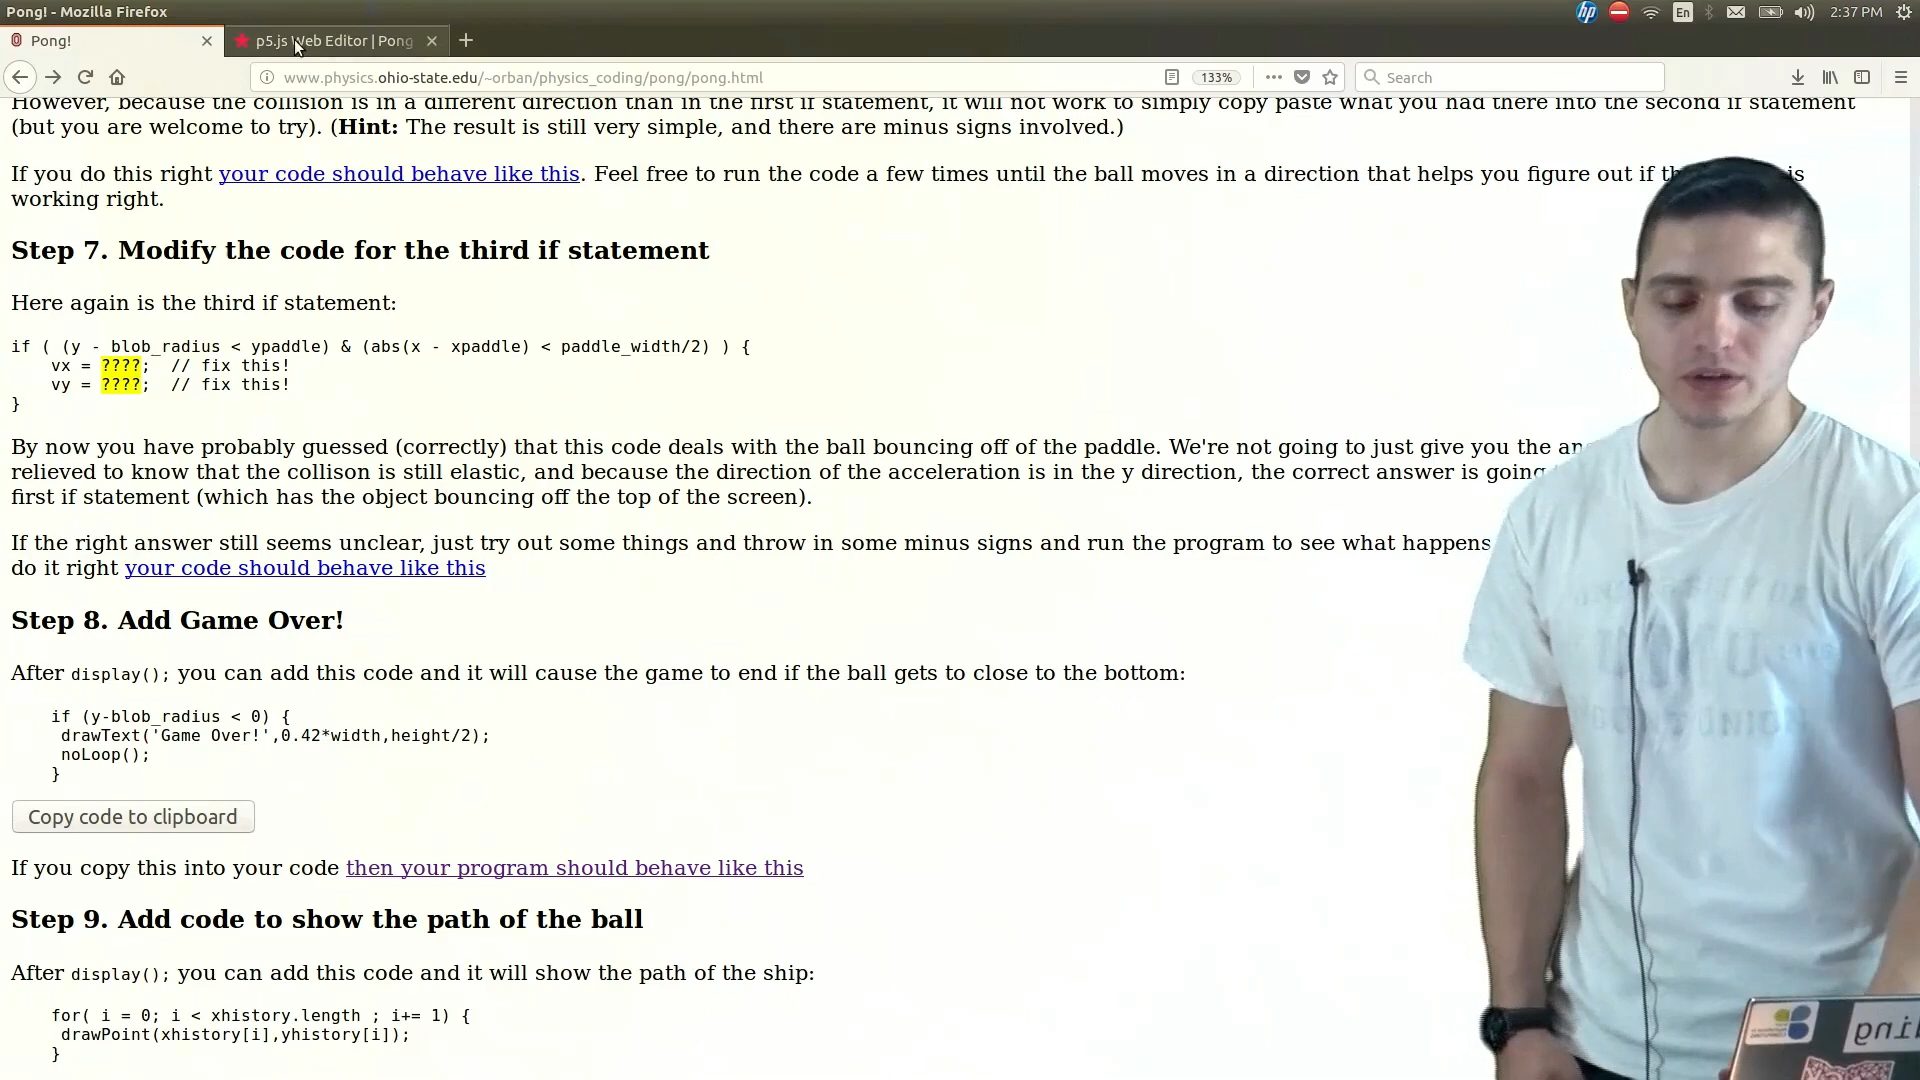 Pong! - Mozilla Firefox
En
2:37 PM
Pong!
p5.js Web Editor | Pong
www.physics.ohio-state.edu/~orban/physics_coding/pong/pong.html
133%
Search
However, because the collision is in a different direction than in the first if statement, it will not work to simply copy paste what you had there into the second if statement
(but you are welcome to try). (Hint: The result is still very simple, and there are minus signs involved.)
If you do this right your code should behave like this. Feel free to run the code a few times until the ball moves in a direction that helps you figure out if is
working right.
Step 7. Modify the code for the third if statement
Here again is the third if statement:
if ( (y - blob_radius < ypaddle) & (abs(x - xpaddle) < paddle_width/2) ) {
vx = ????; // fix this!
vy = ????; // fix this!
}
By now you have probably guessed (correctly) that this code deals with the ball bouncing off of the paddle. We're not going to just give you the
relieved to know that the collison is still elastic, and because the direction of the acceleration is in the y direction, the correct answer is going
first if statement (which has the object bouncing off the top of the screen).
If the right answer still seems unclear, just try out some things and throw in some minus signs and run the program to see what happens
do it right your code should behave like this
Step 8. Add Game Over!
After display(); you can add this code and it will cause the game to end if the ball gets to close to the bottom:
if (y-blob_radius < 0) {
drawText('Game Over!',0.42*width,height/2);
noLoop();
}
Copy code to clipboard
If you copy this into your code then your program should behave like this
Step 9. Add code to show the path of the ball
After display(); you can add this code and it will show the path of the ship:
for( i = 0; i < xhistory.length ; i+= 1) {
drawPoint(xhistory[i],yhistory[i]);
}